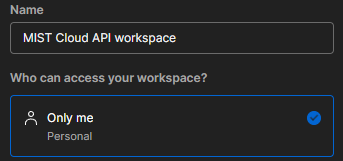 Name
MIST Cloud API workspace
Who can access your workspace?
Only me
Personal